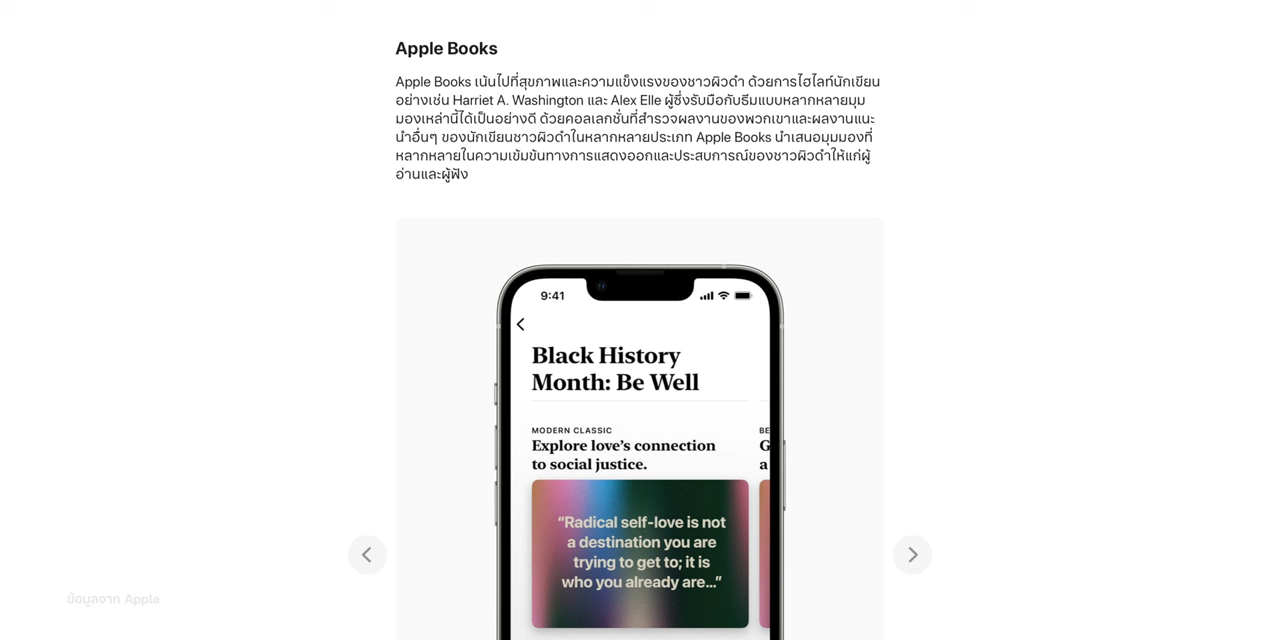 Apple Books
Apple Books เน้นไปที่สุขภาพและความแข็งแรงของชาวผิวดำ ด้วยการไฮไลท์นักเขียน
อย่างเช่น Harriet A. Washington และ Alex Elle ผู้ซึ่งรับมือกับธีมแบบหลากหลายมุม
มองเหล่านี้ได้เป็นอย่างดี ด้วยคอลเลกชั่นที่สำรวจผลงานของพวกเขาและผลงานแนะ
นำอื่นๆ ของนักเขียนชาวผิวดำในหลากหลายประเภท Apple Books นำเสนอมุมมองที่
หลากหลายในความเข้มข้นทางการแสดงออกและประสบการณ์ของชาวผิวดำให้แก่ผู้
อ่านและผู้ฟัง
9:41
Black History
Month: Be Well
MODERN CLASSIC
Explore love’s connection
to social justice.
BE
G
a
“Radical self-love is not
a destination you are
trying to get to; it is
who you already are...”
ข้อมูลจาก Apple